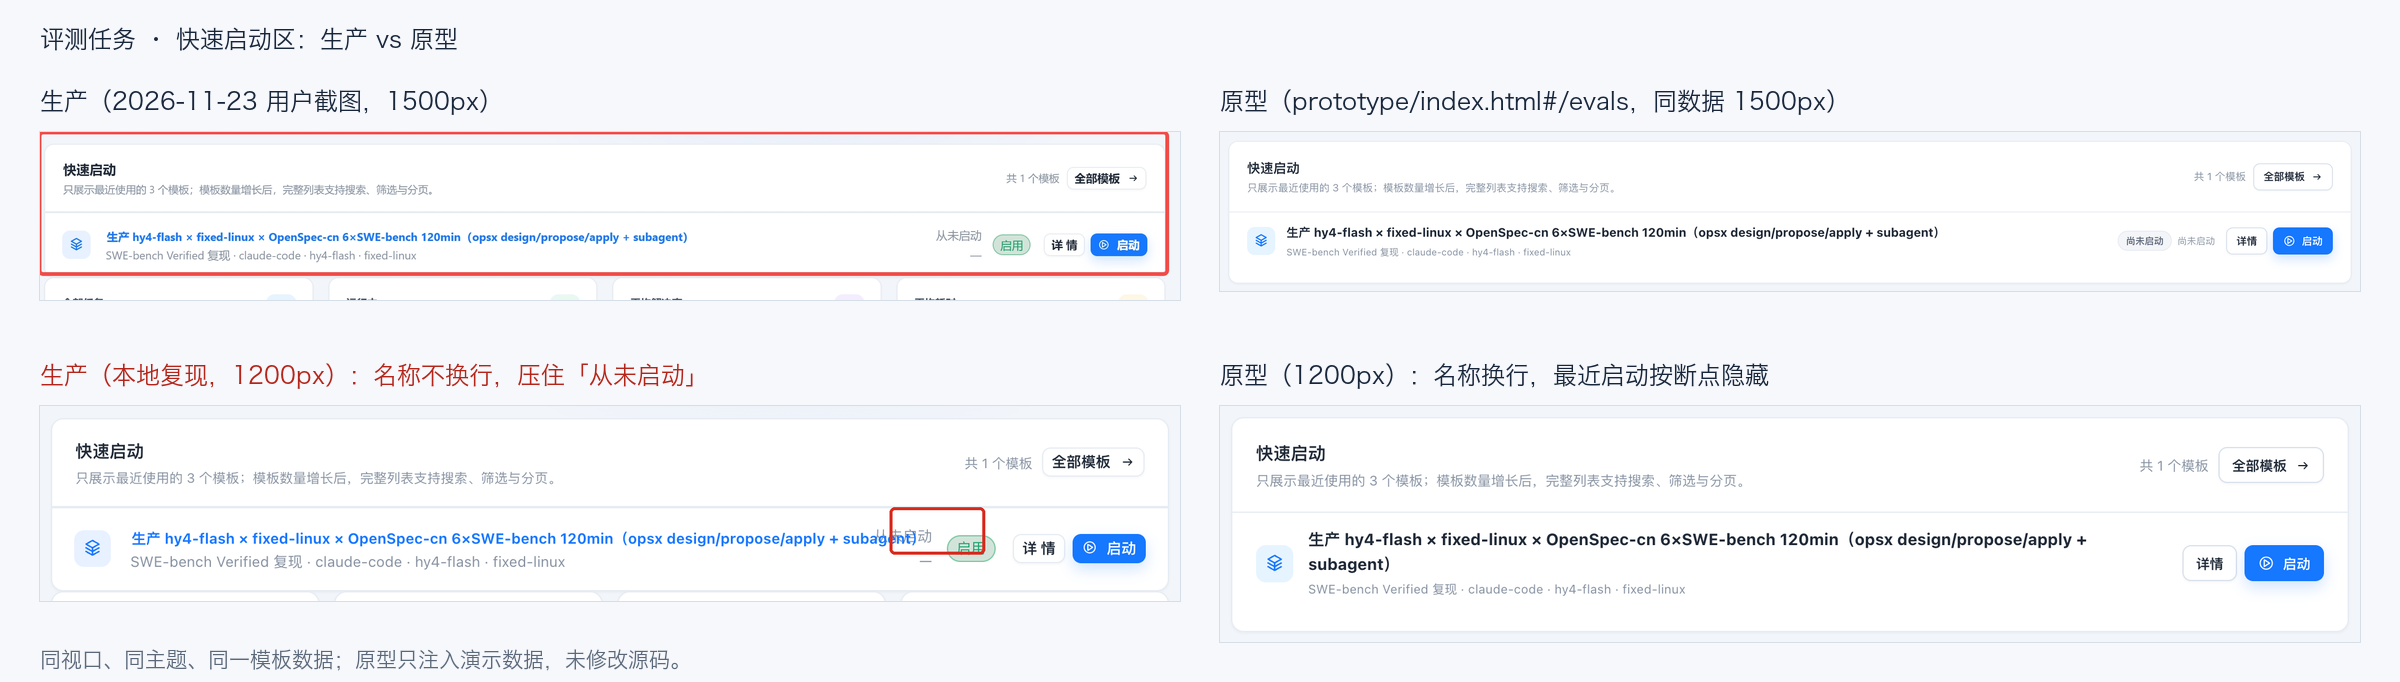 评测任务 · 快速启动区：生产 vs 原型
生产（2026-11-23 用户截图，1500px）
快速启动
只展示最近使用的 3 个模板；模板数量增长后，完整列表支持搜索、筛选与分页。
共 1 个模板
全部模板 →
生产 hy4-flash × fixed-linux × OpenSpec-cn 6×SWE-bench 120min（opsx design/propose/apply + subagent）
SWE-bench Verified 复现 · claude-code · hy4-flash · fixed-linux
从未启动
—
启用
详 情
启动
原型（prototype/index.html#/evals，同数据 1500px）
快速启动
只展示最近使用的 3 个模板；模板数量增长后，完整列表支持搜索、筛选与分页。
共 1 个模板
全部模板 →
生产 hy4-flash × fixed-linux × OpenSpec-cn 6×SWE-bench 120min（opsx design/propose/apply + subagent）
SWE-bench Verified 复现 · claude-code · hy4-flash · fixed-linux
尚未启动
尚未启动
详情
启动
生产（本地复现，1200px）：名称不换行，压住「从未启动」
快速启动
只展示最近使用的 3 个模板；模板数量增长后，完整列表支持搜索、筛选与分页。
共 1 个模板
全部模板 →
生产 hy4-flash × fixed-linux × OpenSpec-cn 6×SWE-bench 120min（opsx design/propose/apply + subagent）
SWE-bench Verified 复现 · claude-code · hy4-flash · fixed-linux
从未启动
—
启用
详 情
启动
原型（1200px）：名称换行，最近启动按断点隐藏
快速启动
只展示最近使用的 3 个模板；模板数量增长后，完整列表支持搜索、筛选与分页。
共 1 个模板
全部模板 →
生产 hy4-flash × fixed-linux × OpenSpec-cn 6×SWE-bench 120min（opsx design/propose/apply +
subagent）
SWE-bench Verified 复现 · claude-code · hy4-flash · fixed-linux
详情
启动
同视口、同主题、同一模板数据；原型只注入演示数据，未修改源码。